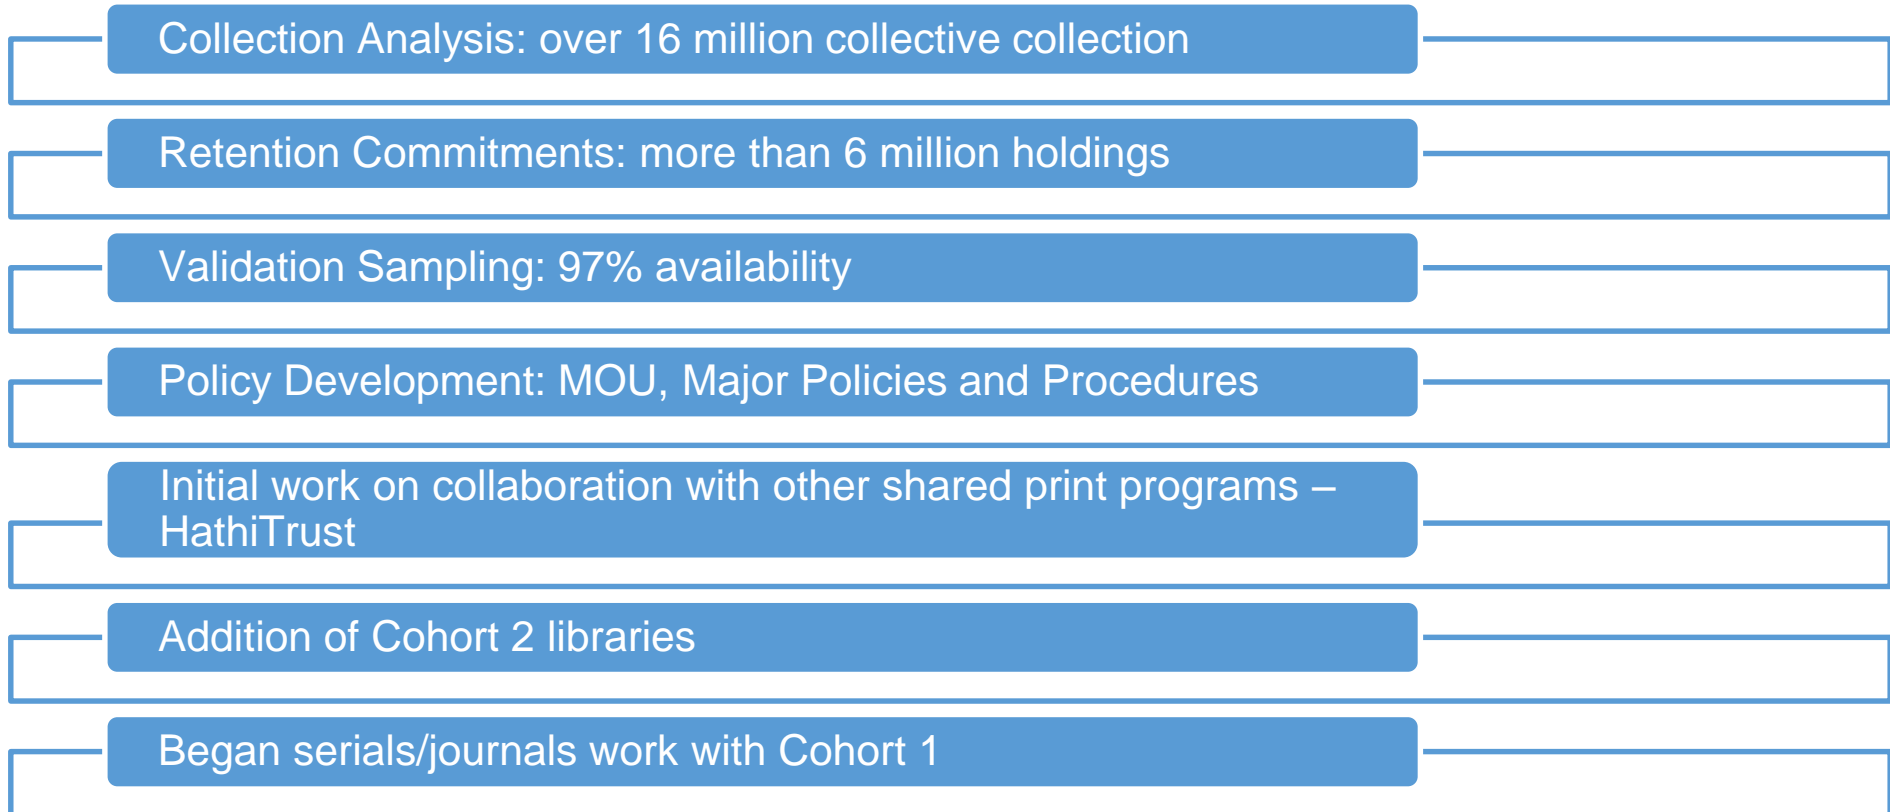 Collection Analysis: over 16 million collective collection
Retention Commitments: more than 6 million holdings
Validation Sampling: 97% availability
Policy Development: MOU, Major Policies and Procedures
Initial work on collaboration with other shared print programs –
HathiTrust
Addition of Cohort 2 libraries
Began serials/journals work with Cohort 1